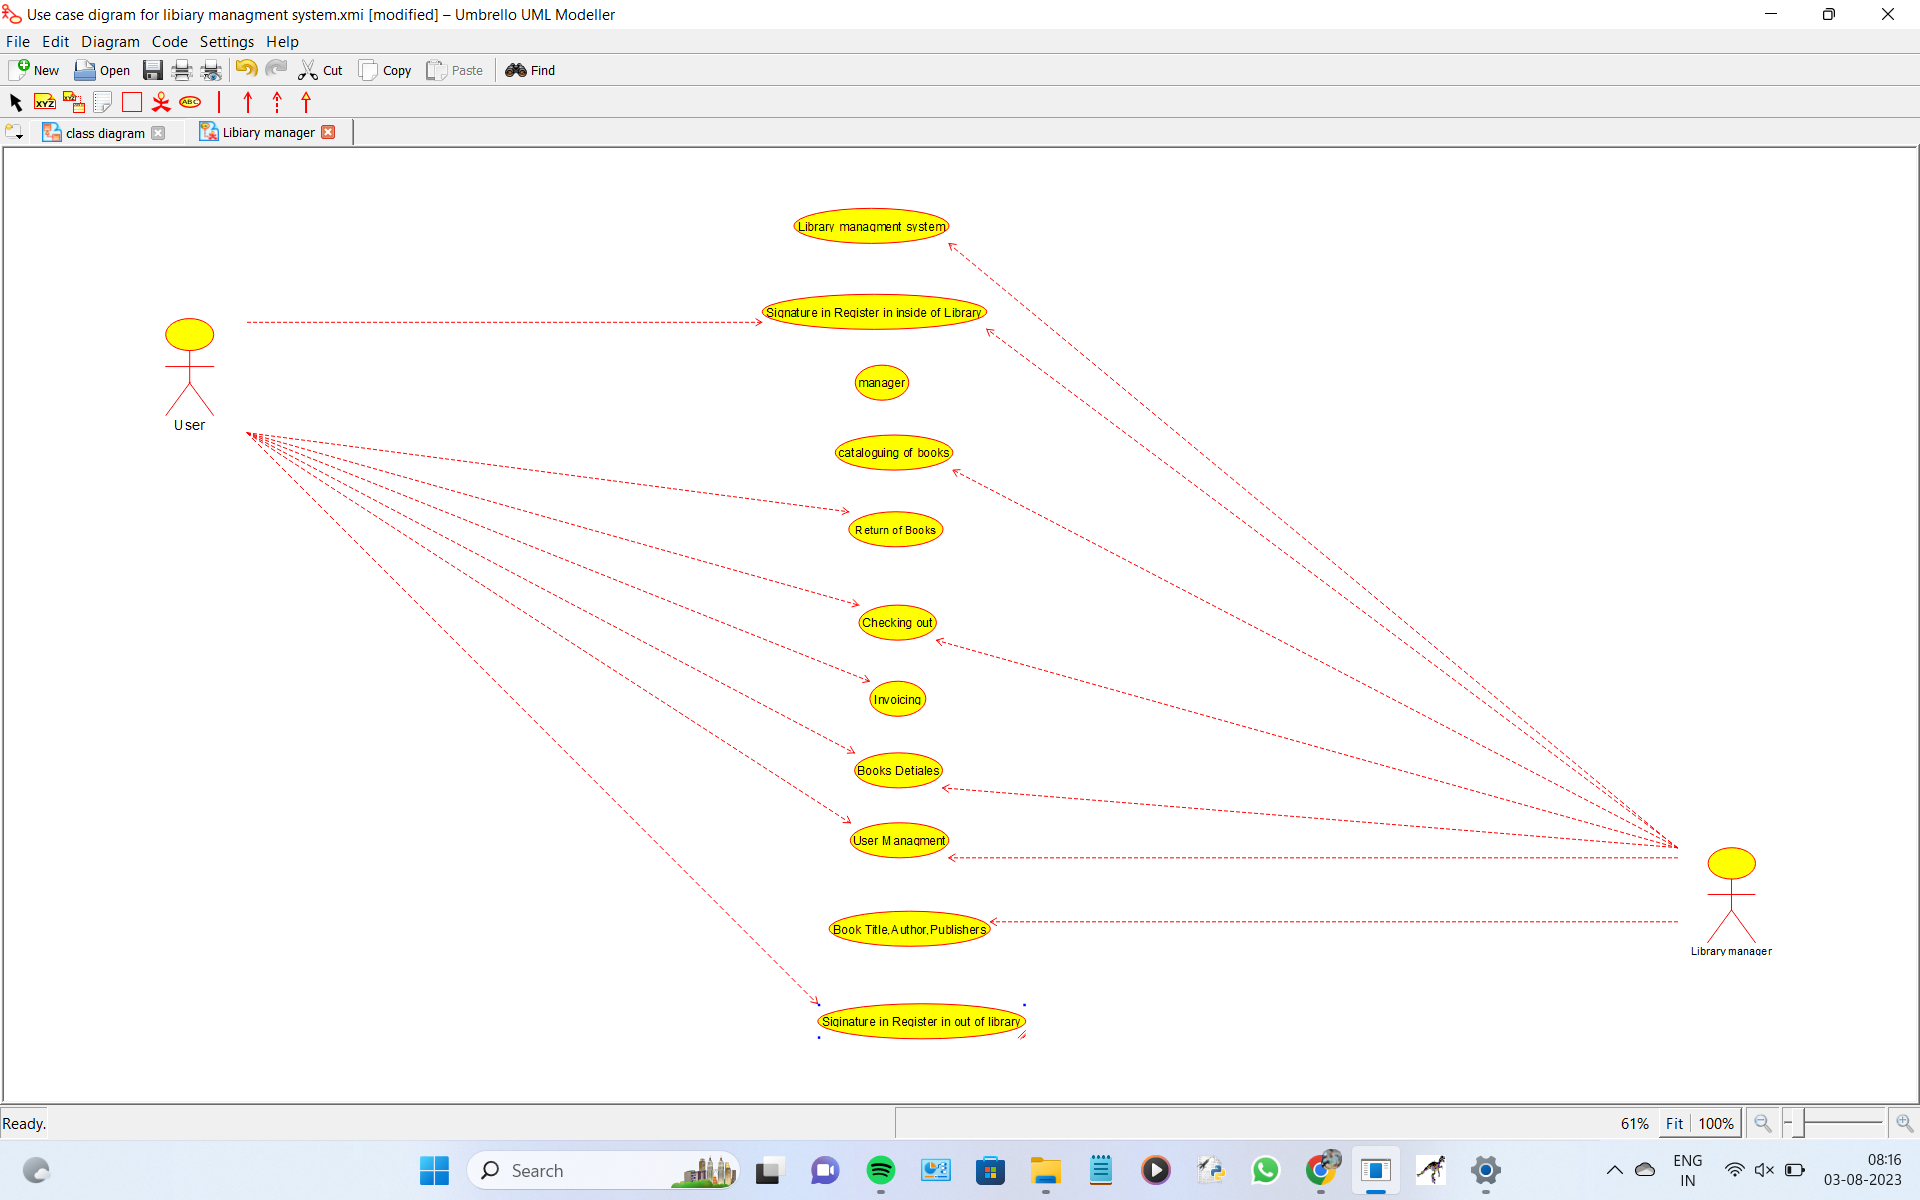 Use case digram for libiary managment system.xmi [modified] – Umbrello UML Modeller
File Edit Diagram Code Settings Help
New Open Cut Copy Paste Find
XYZ XYZ ABC
class diagram Libiary manager
Library managment system
Signature in Register in inside of Library
manager
User
cataloguing of books
Return of Books
Checking out
Invoicing
Books Detiales
User Managment
Book Title,Author,Publishers
Library manager
Siginature in Register in out of library
Ready. 61% Fit 100%
Search
ENG
IN
08:16
03-08-2023